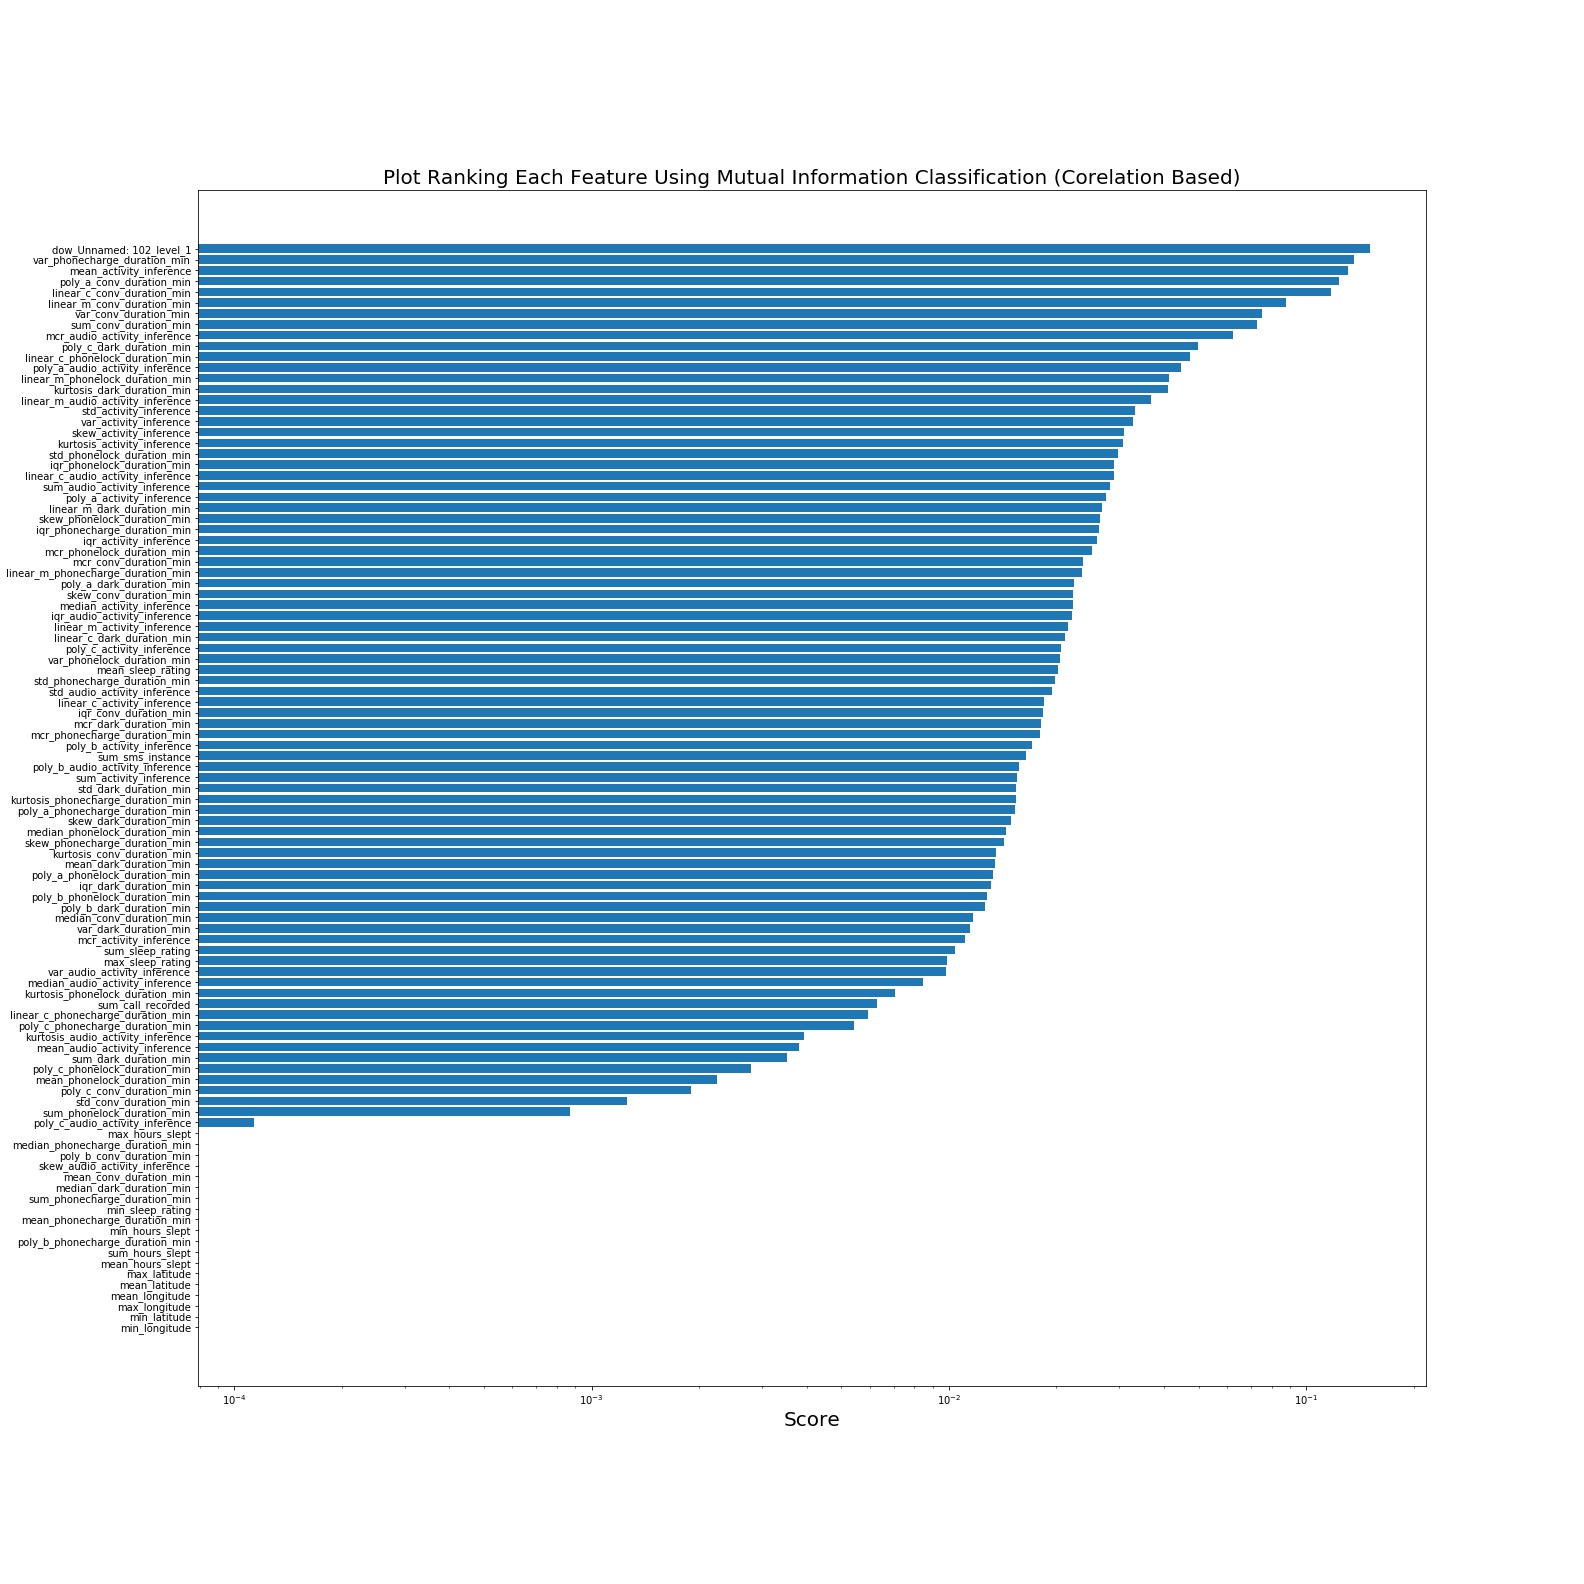 Plot Ranking Each Feature Using Mutual Information Classification (Corelation Based)
dow_Unnamed: 102_level_1
var_phonecharge_duration_min
mean_activity_inference
poly_a_conv_duration_min
linear_c_conv_duration_min
linear_m_conv_duration_min
var_conv_duration_min
sum_conv_duration_min
mcr_audio_activity_inference
poly_c_dark_duration_min
linear_c_phonelock_duration_min
poly_a_audio_activity_inference
linear_m_phonelock_duration_min
kurtosis_dark_duration_min
linear_m_audio_activity_inference
std_activity_inference
var_activity_inference
skew_activity_inference
kurtosis_activity_inference
std_phonelock_duration_min
iqr_phonelock_duration_min
linear_c_audio_activity_inference
sum_audio_activity_inference
poly_a_activity_inference
linear_m_dark_duration_min
skew_phonelock_duration_min
iqr_phonecharge_duration_min
iqr_activity_inference
mcr_phonelock_duration_min
mcr_conv_duration_min
linear_m_phonecharge_duration_min
poly_a_dark_duration_min
skew_conv_duration_min
median_activity_inference
iqr_audio_activity_inference
linear_m_activity_inference
linear_c_dark_duration_min
poly_c_activity_inference
var_phonelock_duration_min
mean_sleep_rating
std_phonecharge_duration_min
std_audio_activity_inference
linear_c_activity_inference
iqr_conv_duration_min
mcr_dark_duration_min
mcr_phonecharge_duration_min
poly_b_activity_inference
sum_sms_instance
poly_b_audio_activity_inference
sum_activity_inference
std_dark_duration_min
kurtosis_phonecharge_duration_min
poly_a_phonecharge_duration_min
skew_dark_duration_min
median_phonelock_duration_min
skew_phonecharge_duration_min
kurtosis_conv_duration_min
mean_dark_duration_min
poly_a_phonelock_duration_min
iqr_dark_duration_min
poly_b_phonelock_duration_min
poly_b_dark_duration_min
median_conv_duration_min
var_dark_duration_min
mcr_activity_inference
sum_sleep_rating
max_sleep_rating
var_audio_activity_inference
median_audio_activity_inference
kurtosis_phonelock_duration_min
sum_call_recorded
linear_c_phonecharge_duration_min
poly_c_phonecharge_duration_min
kurtosis_audio_activity_inference
mean_audio_activity_inference
sum_dark_duration_min
poly_c_phonelock_duration_min
mean_phonelock_duration_min
poly_c_conv_duration_min
std_conv_duration_min
sum_phonelock_duration_min
poly_c_audio_activity_inference
max_hours_slept
median_phonecharge_duration_min
poly_b_conv_duration_min
skew_audio_activity_inference
mean_conv_duration_min
median_dark_duration_min
sum_phonecharge_duration_min
min_sleep_rating
mean_phonecharge_duration_min
min_hours_slept
poly_b_phonecharge_duration_min
sum_hours_slept
mean_hours_slept
max_latitude
mean_latitude
mean_longitude
max_longitude
min_latitude
min_longitude
10⁻⁴ 10⁻³ 10⁻² 10⁻¹
Score